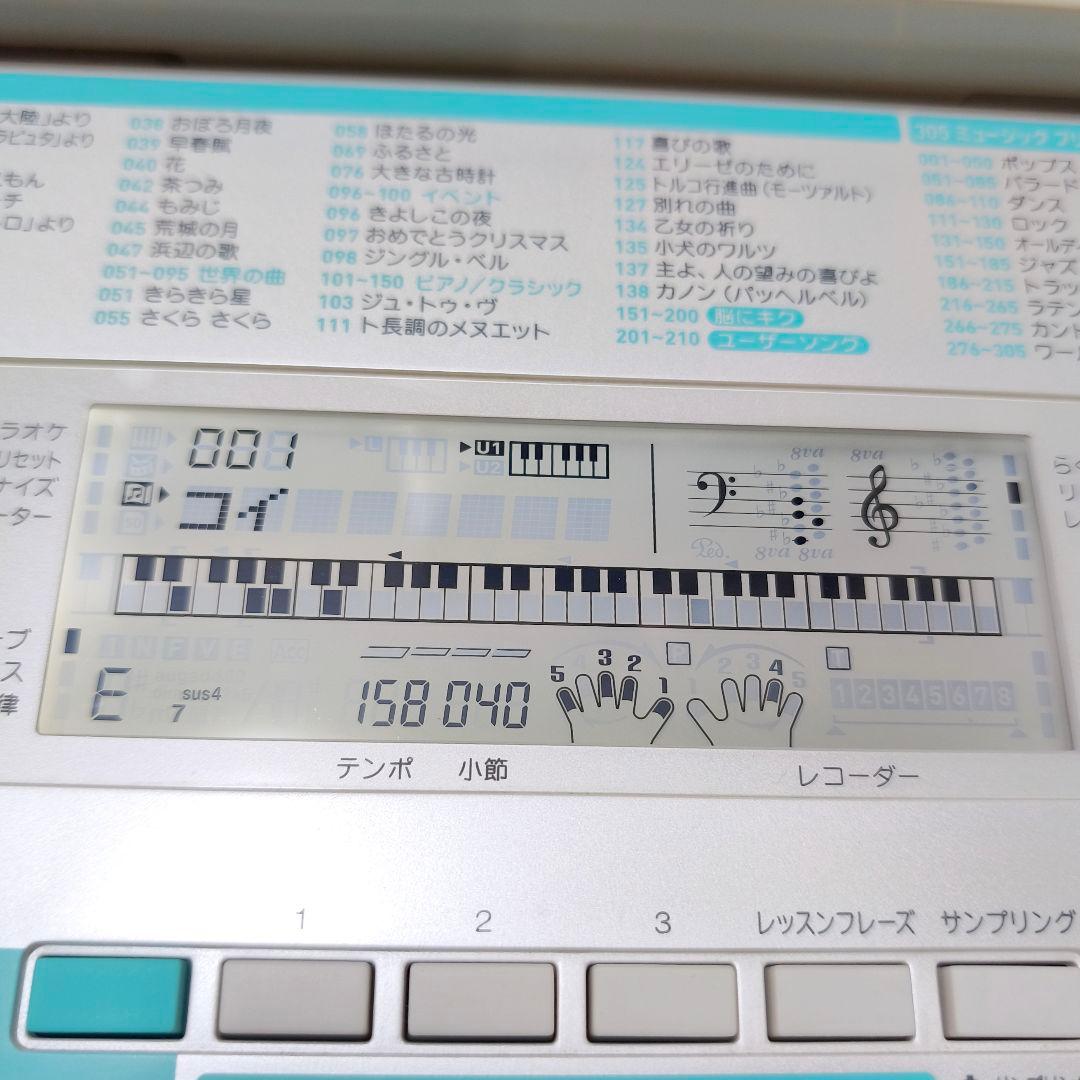 大陸」より
ラピュタ」より
えもん
ーチ
ロ」より
036 おぼろ月夜
039 早春賦
040 花
042 茶つみ
044 もみじ
045 荒城の月
047 浜辺の歌
051~095 世界の曲
051 きらきら星
055 さくら さくら
058 ほたるの光
069 ふるさと
076 大きな古時計
096~100 イベント
096 きよしこの夜
097 おめでとうクリスマス
098 ジングル・ベル
101~150 ピアノ/クラシック
103 ジュ・トゥ・ヴ
111 ト長調のメヌエット
117 喜びの歌
124 エリーゼのために
125 トルコ行進曲(モーツァルト)
127 別れの曲
134 乙女の祈り
135 小犬のワルツ
137 主よ、人の望みの喜びよ
138 カノン(パッヘルベル)
151~200 脳にキク
201~210 ユーザーソング
305 ミュージック プリ
001~050 ポップス
051~085 バラード
086~110 ダンス
111~130 ロック
131~150 オールデ
151~185 ジャズ
186~215 トラッ
216~265 ラテン
266~275 カント
276~305 ワール
ラオケ
リセット
ナイズ
ーター
001
コイ
L
U1
U2
8va
8va
Ped.
8va
8va
ーブ
ス
律
E sus4 7
158 040
5 4 3 2 1
R
1 2 3 4 5
T
1 2 3 4 5 6 7 8
テンポ
小節
レコーダー
ら
リ
レ
1
2
3
レッスンフレーズ
サンプリング